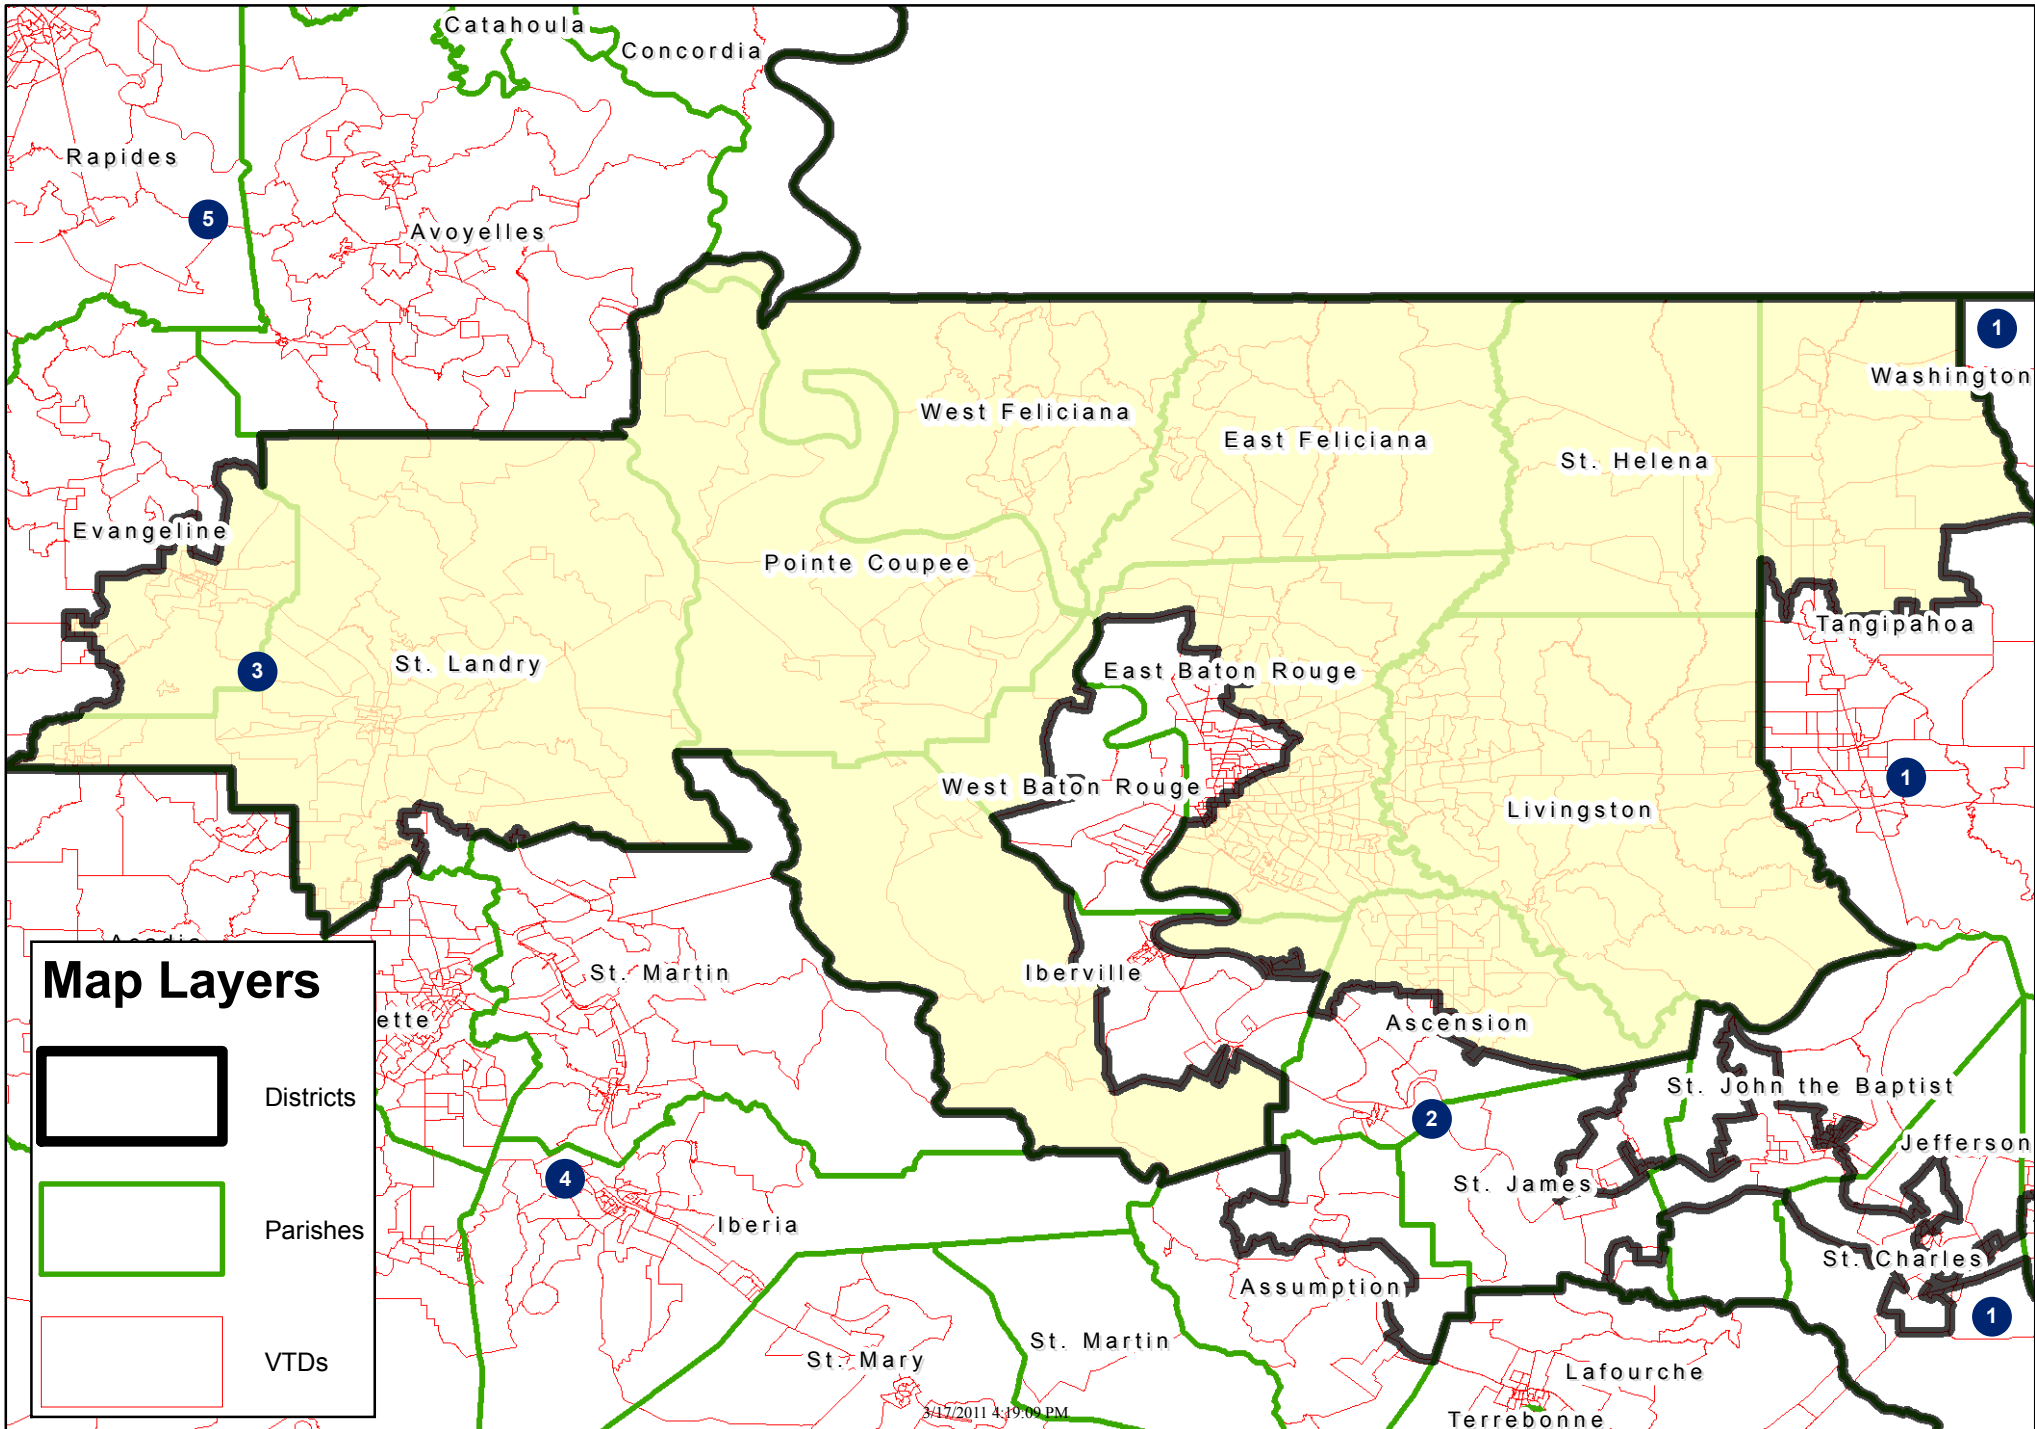 Catahoula
Concordia
Rapides
5
Avoyelles
1
Washington
West Feliciana
East Feliciana
St. Helena
Evangeline
Pointe Coupee
Tangipahoa
3
St. Landry
East Baton Rouge
West Baton Rouge
1
Livingston
Acadia
St. Martin
Iberville
ette
Ascension
St. John the Baptist
2
Jefferson
4
St. James
Iberia
St. Charles
Assumption
1
St. Mary
St. Martin
Lafourche
Terrebonne
Map Layers
Districts
Parishes
VTDs
3/17/2011 4:19:09 PM